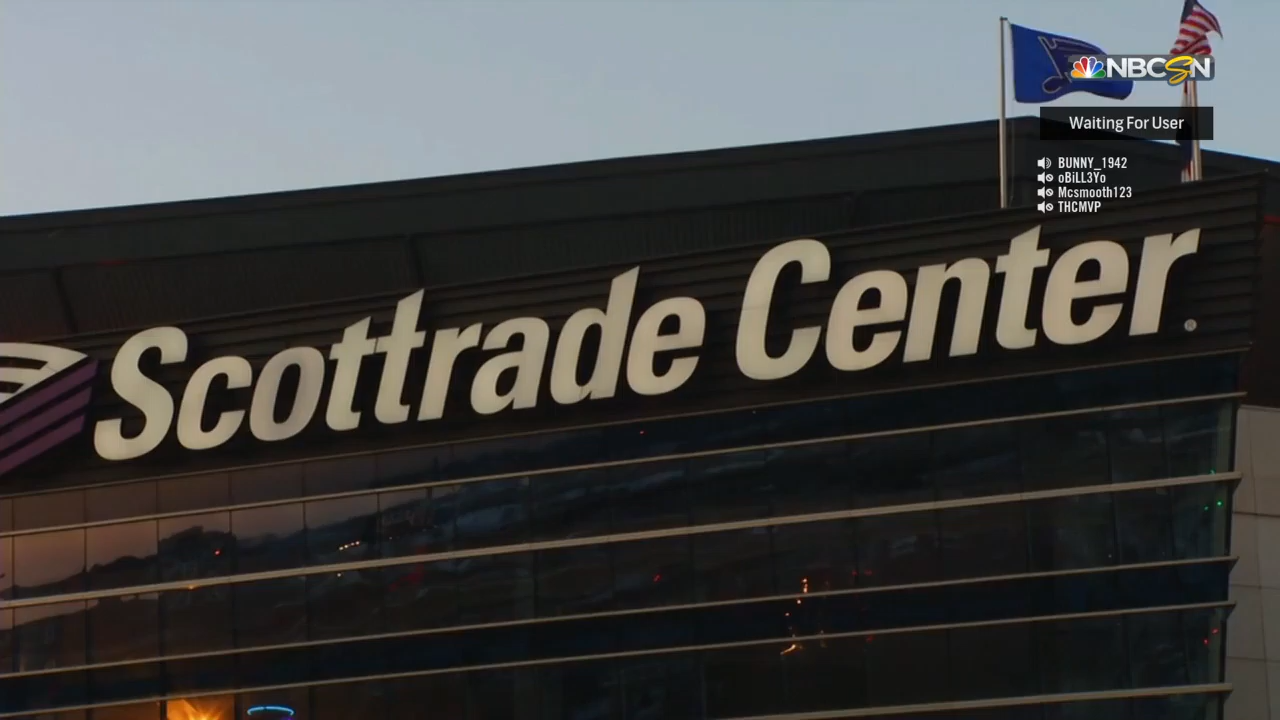 NBCSN
Waiting For User
BUNNY_1942
oBiLL3Yo
Mcsmooth123
THCMVP
Scottrade Center®